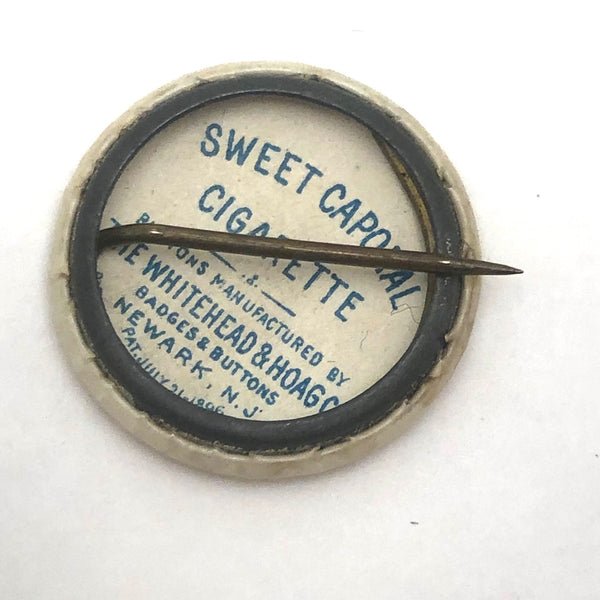 SWEET CAPORAL
CIGARETTE
&
BUTTONS MANUFACTURED BY
THE WHITEHEAD & HOAG CO
BADGES & BUTTONS
NEWARK, N.J.
PAT. JULY 21, 1896